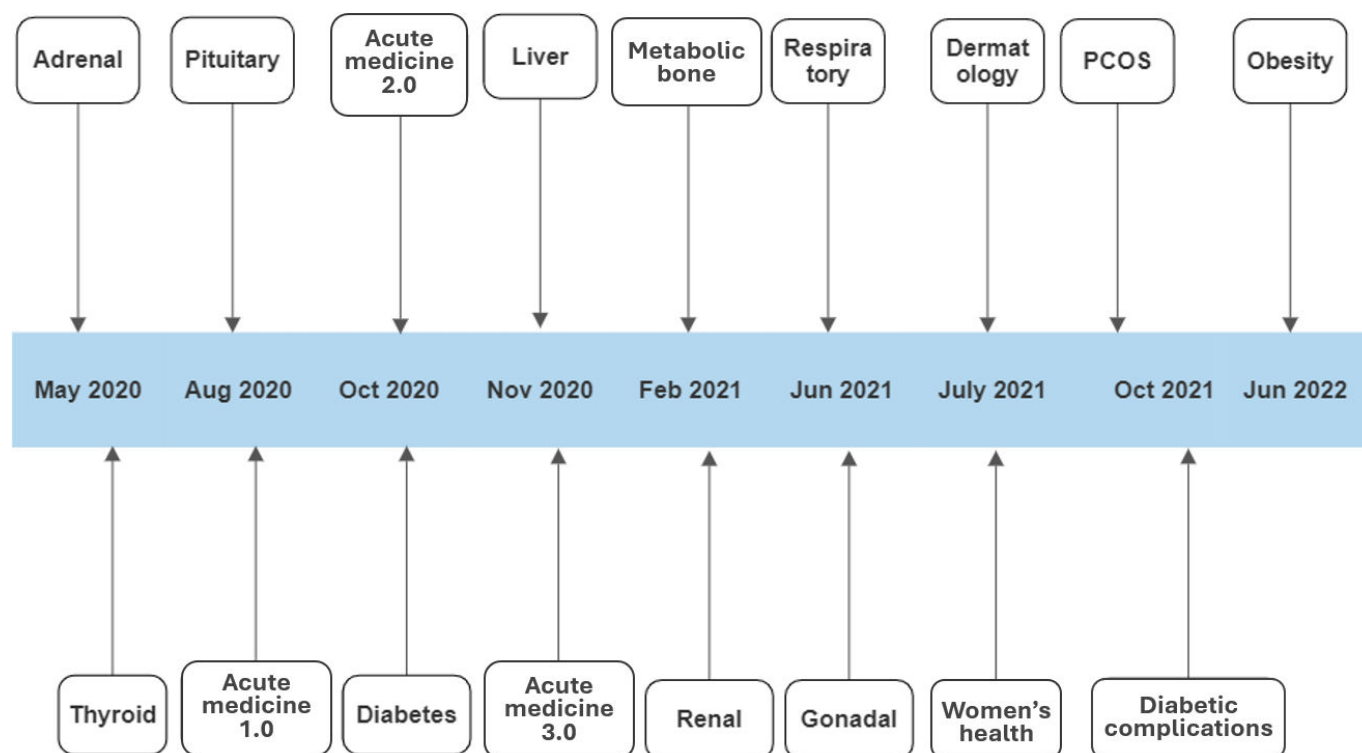 Adrenal
Pituitary
Acute
medicine
2.0
Liver
Metabolic
bone
Respira
tory
Dermat
ology
PCOS
Obesity
May 2020
Aug 2020
Oct 2020
Nov 2020
Feb 2021
Jun 2021
July 2021
Oct 2021
Jun 2022
Thyroid
Acute
medicine
1.0
Diabetes
Acute
medicine
3.0
Renal
Gonadal
Women’s
health
Diabetic
complications